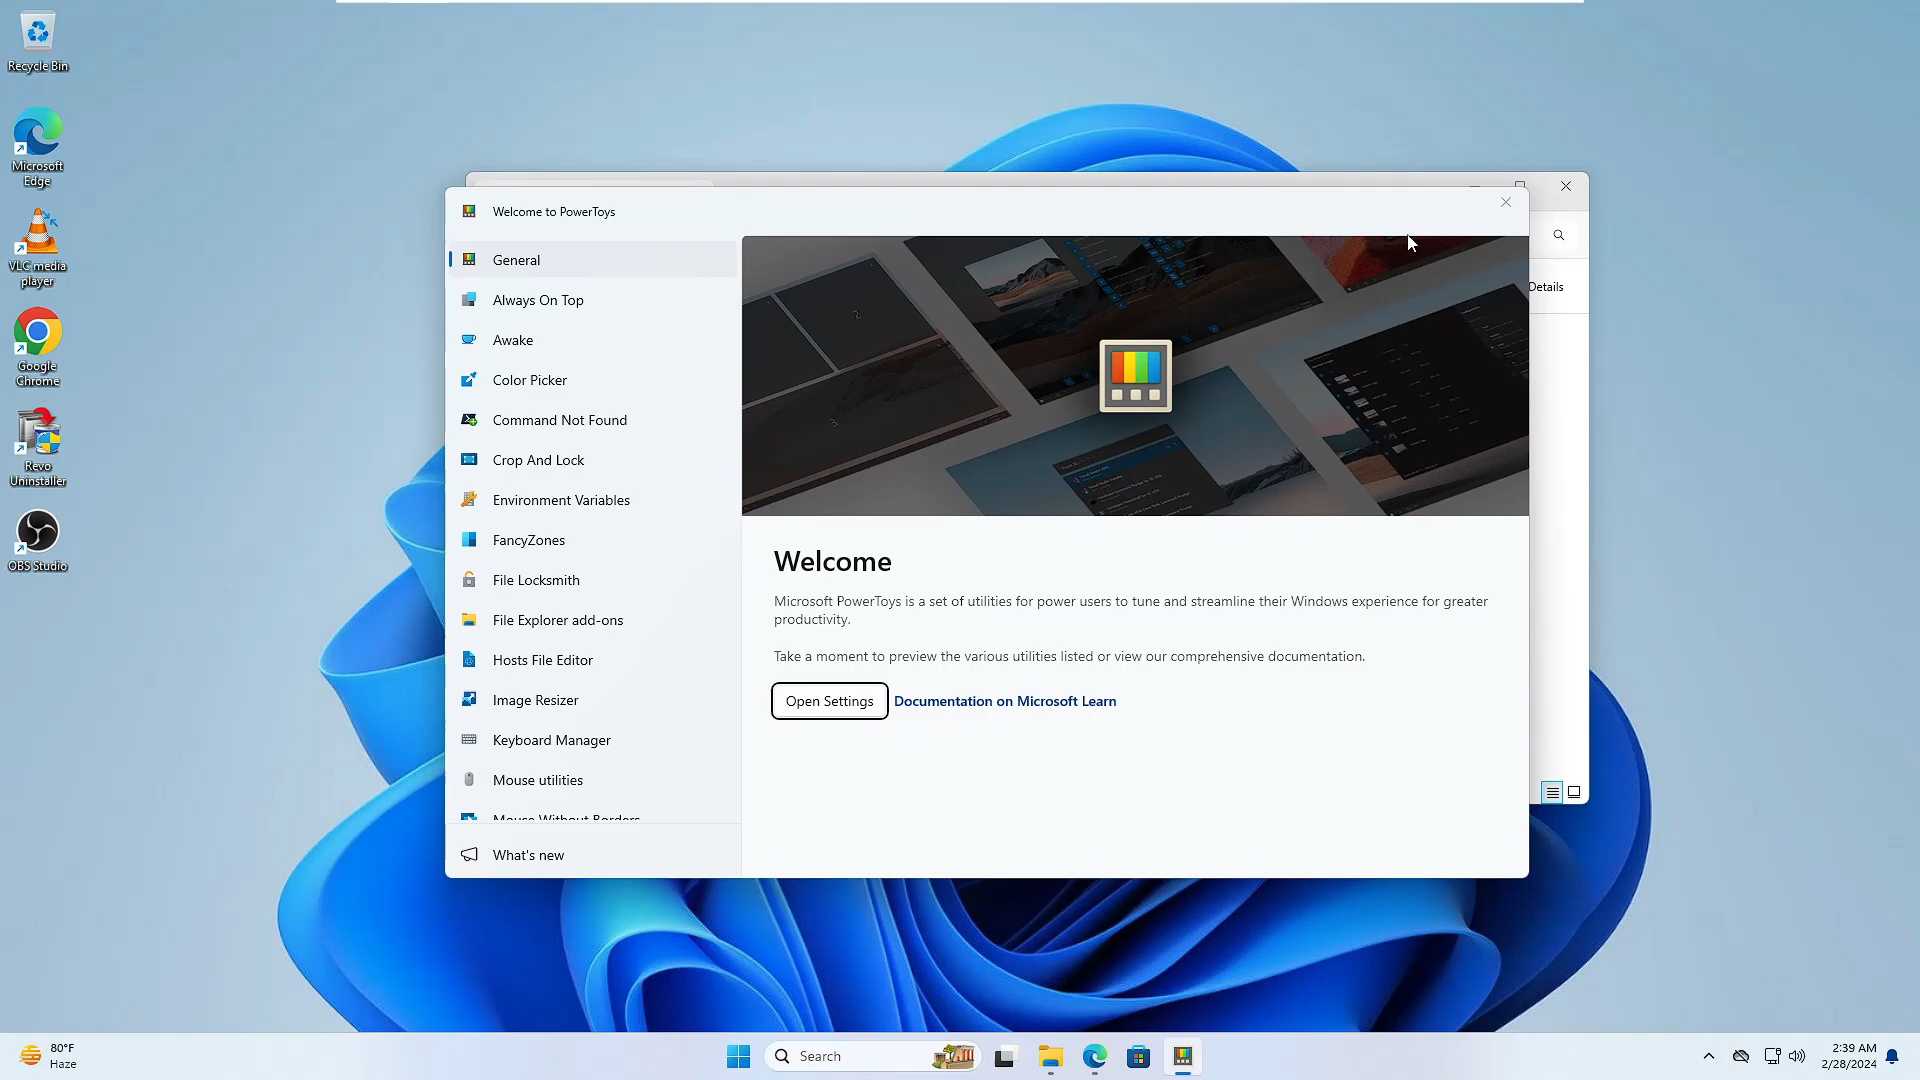 Recycle Bin
Microsoft
Edge
VLC media
player
Google
Chrome
Revo
Uninstaller
OBS Studio
Welcome to PowerToys
General
Always On Top
Awake
Color Picker
Command Not Found
Crop And Lock
Environment Variables
FancyZones
File Locksmith
File Explorer add-ons
Hosts File Editor
Image Resizer
Keyboard Manager
Mouse utilities
Mouse Without Borders
What's new
2
3
Welcome
Microsoft PowerToys is a set of utilities for power users to tune and streamline their Windows experience for greater
productivity.
Take a moment to preview the various utilities listed or view our comprehensive documentation.
Open Settings
Documentation on Microsoft Learn
Details
80°F
Haze
Search
2:39 AM
2/28/2024